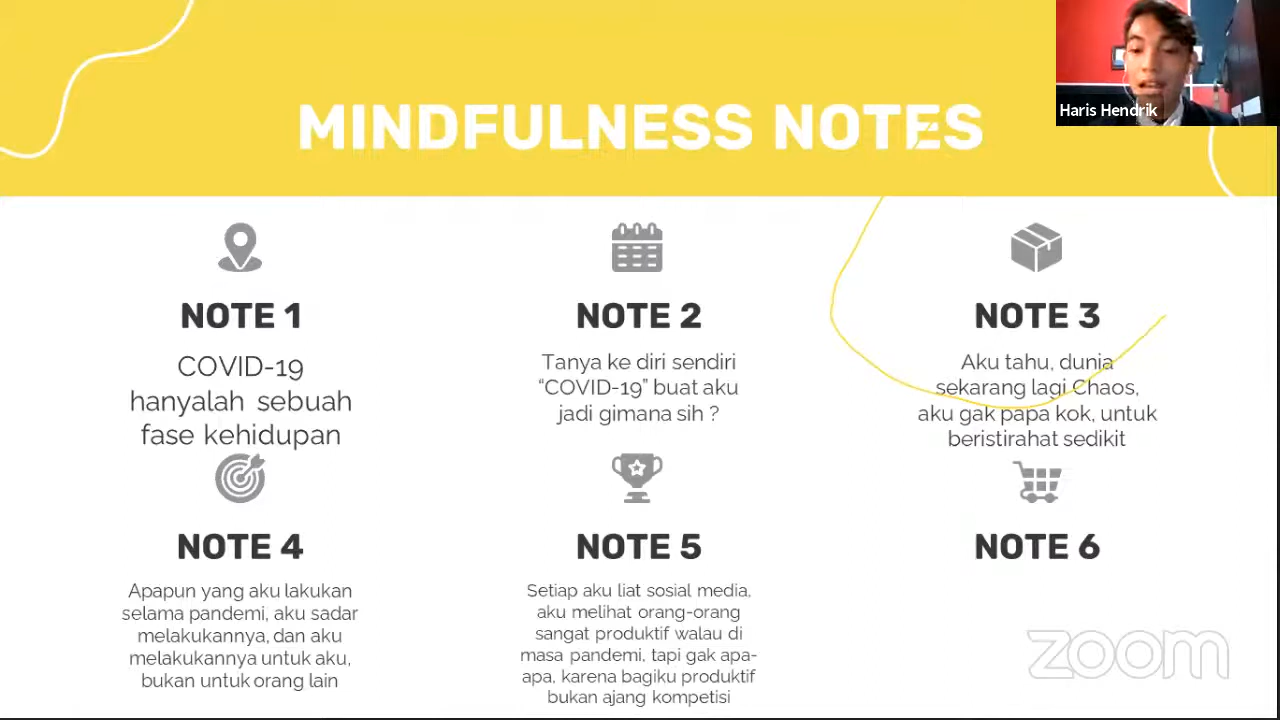 Haris Hendrik
MINDFULNESS NOTES
NOTE 1
COVID-19
hanyalah sebuah
fase kehidupan
NOTE 2
Tanya ke diri sendiri
“COVID-19” buat aku
jadi gimana sih ?
NOTE 3
Aku tahu, dunia
sekarang lagi Chaos,
aku gak papa kok, untuk
beristirahat sedikit
NOTE 4
Apapun yang aku lakukan
selama pandemi, aku sadar
melakukannya, dan aku
melakukannya untuk aku,
bukan untuk orang lain
NOTE 5
Setiap aku liat sosial media,
aku melihat orang-orang
sangat produktif walau di
masa pandemi, tapi gak apa-
apa, karena bagiku produktif
bukan ajang kompetisi
NOTE 6
zoom